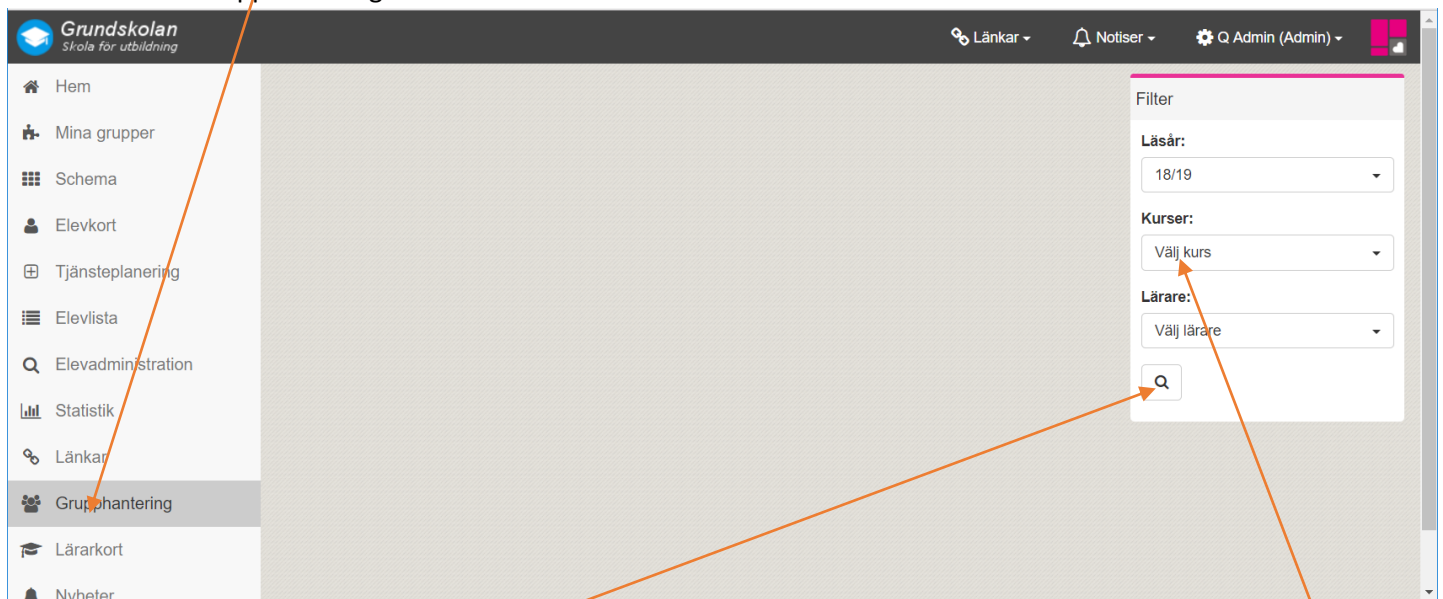 Grundskolan
Skola för utbildning
Länkar
Notiser
Q Admin (Admin)
Hem
Mina grupper
Schema
Elevkort
Tjänsteplanering
Elevlista
Elevadministration
Statistik
Länkar
Grupphantering
Lärarkort
Nyheter
Filter
Läsår:
18/19
Kurser:
Välj kurs
Lärare:
Välj lärare